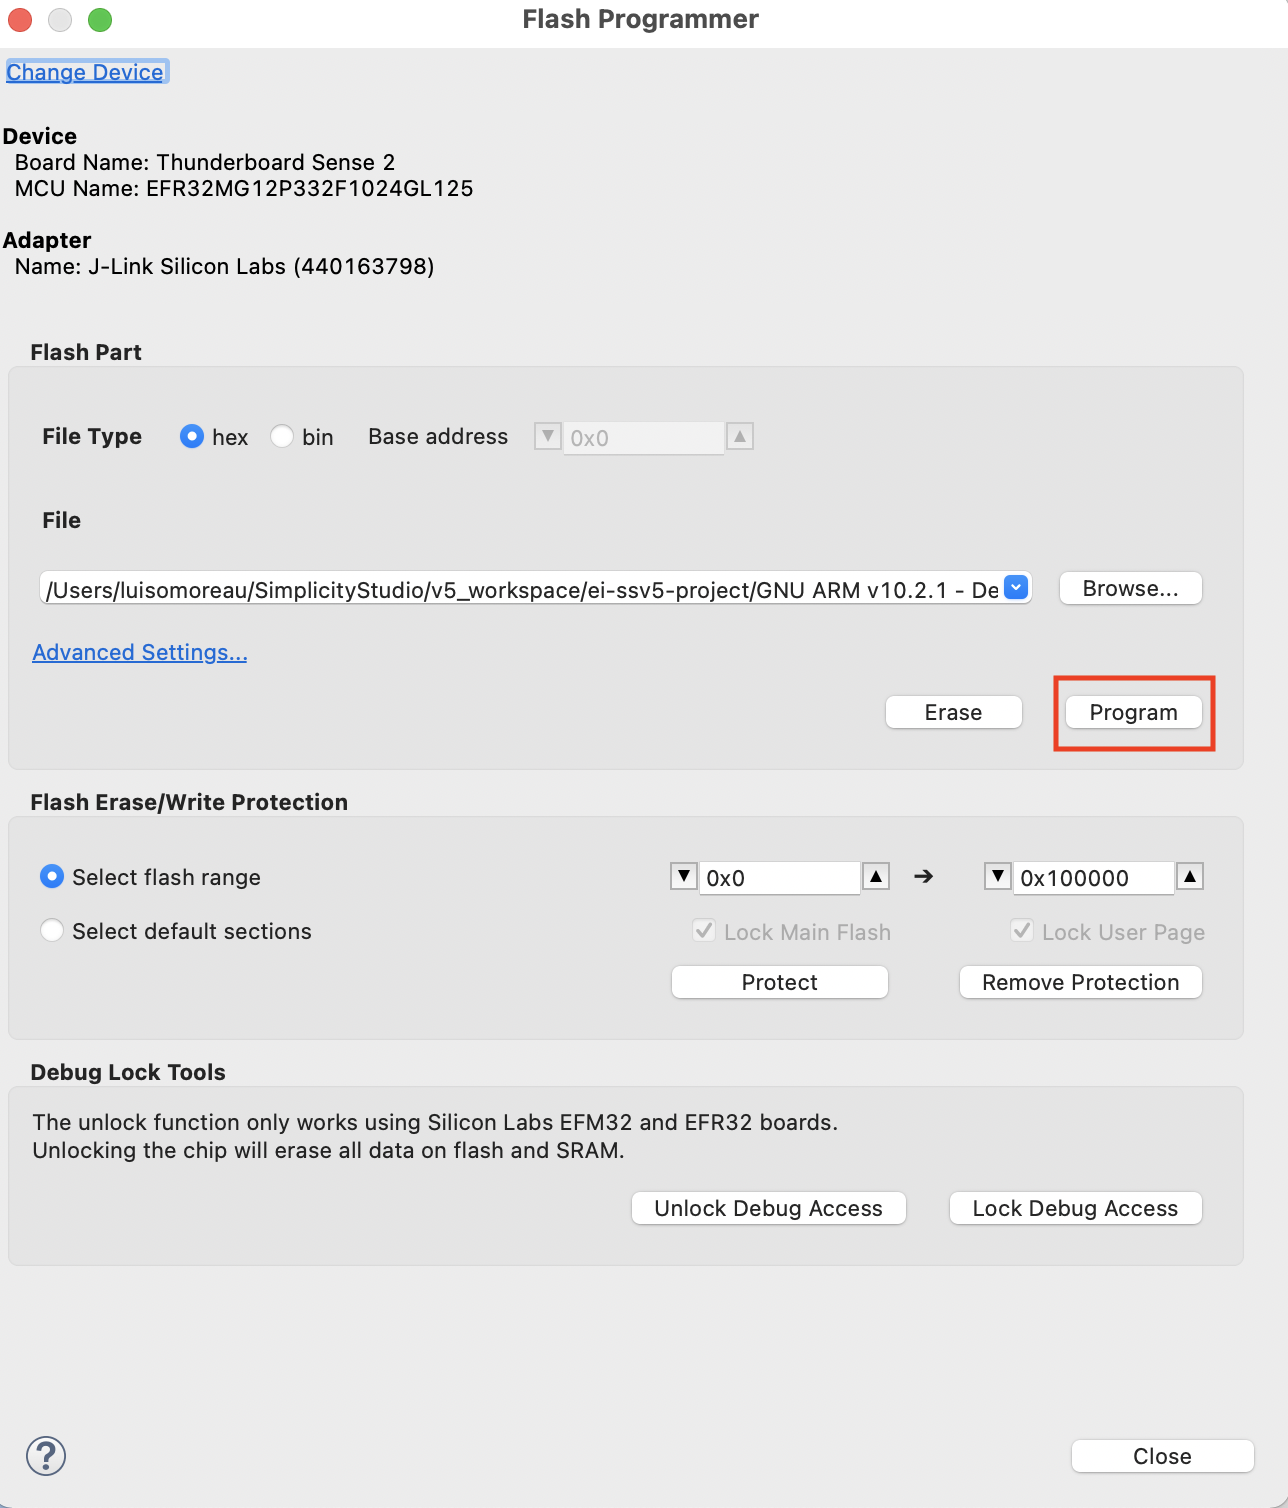 Flash Programmer
Change Device
Device
Board Name: Thunderboard Sense 2
MCU Name: EFR32MG12P332F1024GL125
Adapter
Name: J-Link Silicon Labs (440163798)
Flash Part
File Type hex bin Base address ▼ 0x0 ▲
File
/Users/luisomoreau/SimplicityStudio/v5_workspace/ei-ssv5-project/GNU ARM v10.2.1 - De Browse...
Advanced Settings...
Erase Program
Flash Erase/Write Protection
Select flash range ▼ 0x0 ▲ ➔ ▼ 0x100000 ▲
Select default sections Lock Main Flash Lock User Page
Protect Remove Protection
Debug Lock Tools
The unlock function only works using Silicon Labs EFM32 and EFR32 boards.
Unlocking the chip will erase all data on flash and SRAM.
Unlock Debug Access Lock Debug Access
? Close